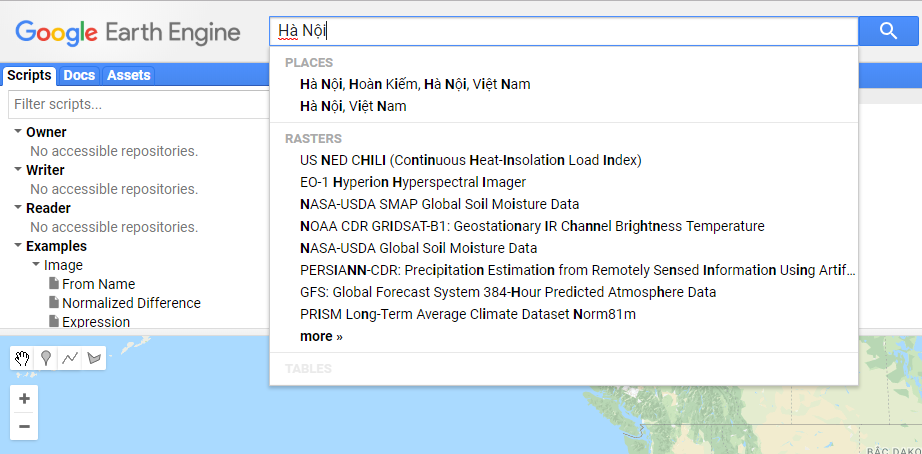 Google Earth Engine
Hà Nội
Scripts Docs Assets
Filter scripts...
Owner
No accessible repositories.
Writer
No accessible repositories.
Reader
No accessible repositories.
Examples
Image
From Name
Normalized Difference
Expression
PLACES
Hà Nội, Hoàn Kiếm, Hà Nội, Việt Nam
Hà Nội, Việt Nam
RASTERS
US NED CHILI (Continuous Heat-Insolation Load Index)
EO-1 Hyperion Hyperspectral Imager
NASA-USDA SMAP Global Soil Moisture Data
NOAA CDR GRIDSAT-B1: Geostationary IR Channel Brightness Temperature
NASA-USDA Global Soil Moisture Data
PERSIANN-CDR: Precipitation Estimation from Remotely Sensed Information Using Artif...
GFS: Global Forecast System 384-Hour Predicted Atmosphere Data
PRISM Long-Term Average Climate Dataset Norm81m
more »
TABLES
BẮC DAKO